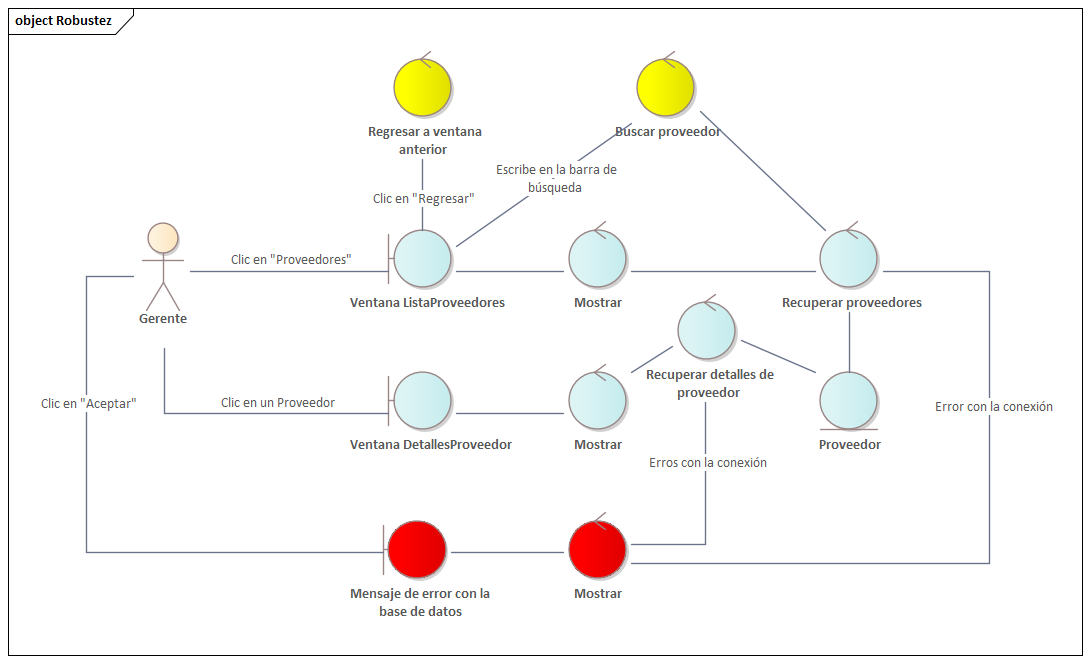 object Robustez
Regresar a ventana
anterior
Buscar proveedor
Escribe en la barra de
búsqueda
Clic en "Regresar"
Clic en "Proveedores"
Gerente
Ventana ListaProveedores
Mostrar
Recuperar proveedores
Recuperar detalles de
proveedor
Clic en "Aceptar"
Clic en un Proveedor
Error con la conexión
Ventana DetallesProveedor
Mostrar
Proveedor
Erros con la conexión
Mensaje de error con la
base de datos
Mostrar